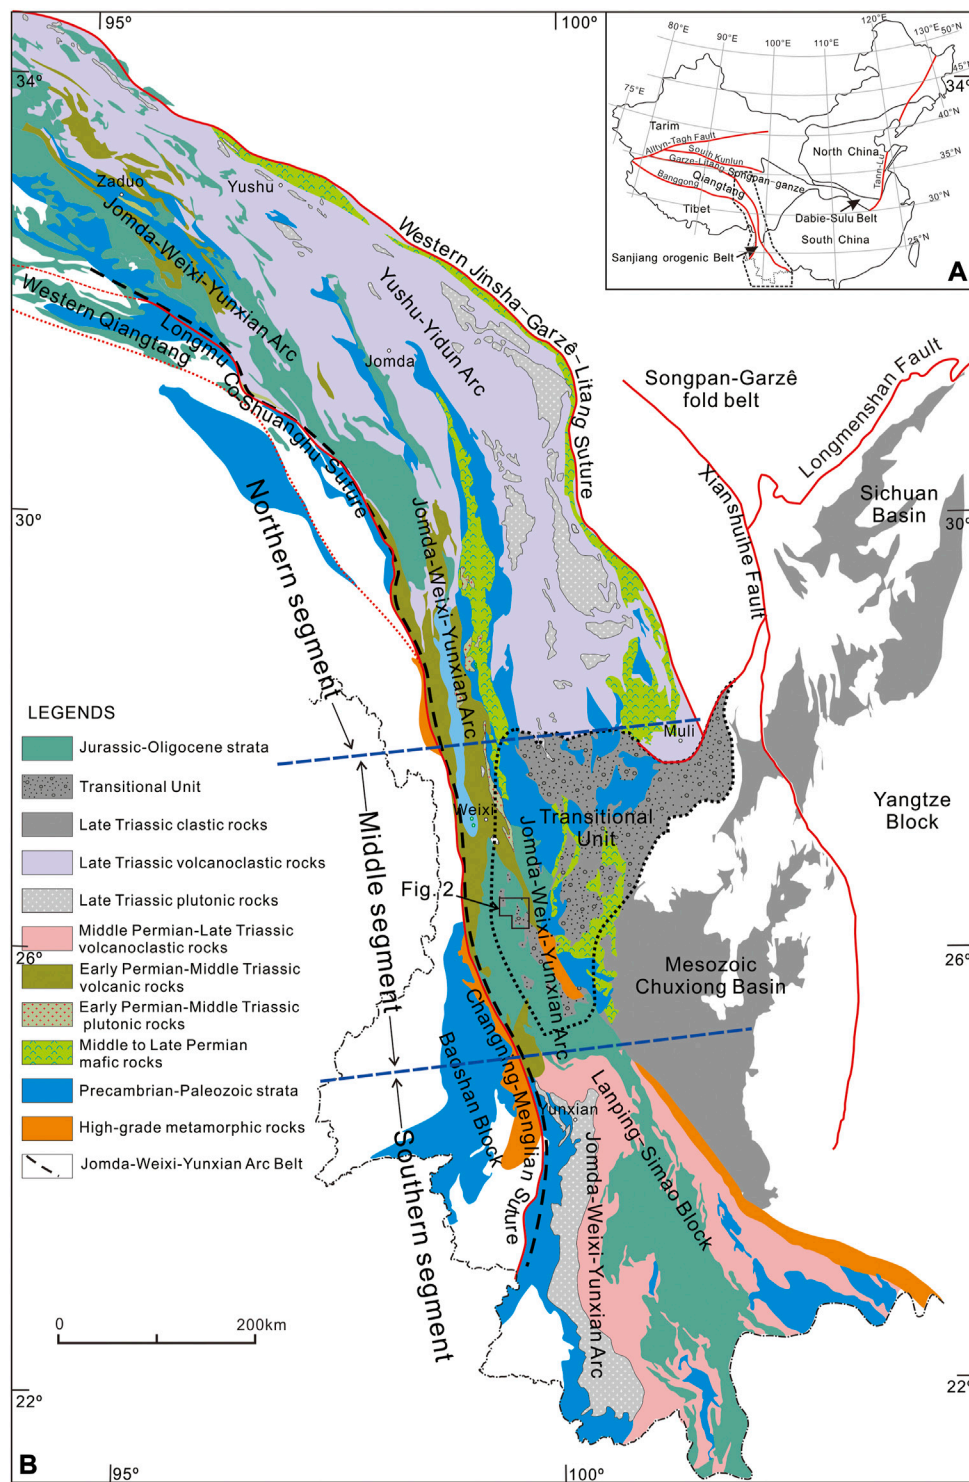 95°
100°
34°
30°
26°
22°
95°
100°
34°
30°
26°
22°
75°E
80°E
90°E
100°E
110°E
120°E
130°E
50°N
45°N
40°N
35°N
30°N
25°N
Tarim
Alltyn-Tagh Fault
South Kunlun
Garze-Litang
Songpan-ganze
Banggong
Qiangtang
Tibet
North China
Tann-Lu
Dabie-Sulu Belt
South China
Sanjiang orogenic Belt
A
Zaduo
Yushu
Jomda-Weixi-Yunxian Arc
Western Jinsha-Garzê-Litang Suture
Yushu-Yidun Arc
Western Qiangtang
Longmu Co-Shuanghu Suture
Jomda
Songpan-Garzê
fold belt
Longmenshan Fault
Xianshuihe Fault
Sichuan
Basin
Northern segment
Jomda-Weixi-Yunxian Arc
Muli
Weixi
Transitional
Unit
Yangtze
Block
Middle segment
Fig. 2
Jomda-Weixi-Yunxian Arc
Mesozoic
Chuxiong Basin
Changning-Menglian Suture
Baoshan Block
Yunxian
Lanping-Simao Block
Jomda-Weixi-Yunxian Arc
Southern segment
LEGENDS
Jurassic-Oligocene strata
Transitional Unit
Late Triassic clastic rocks
Late Triassic volcanoclastic rocks
Late Triassic plutonic rocks
Middle Permian-Late Triassic
volcanoclastic rocks
Early Permian-Middle Triassic
volcanic rocks
Early Permian-Middle Triassic
plutonic rocks
Middle to Late Permian
mafic rocks
Precambrian-Paleozoic strata
High-grade metamorphic rocks
Jomda-Weixi-Yunxian Arc Belt
0
200km
B